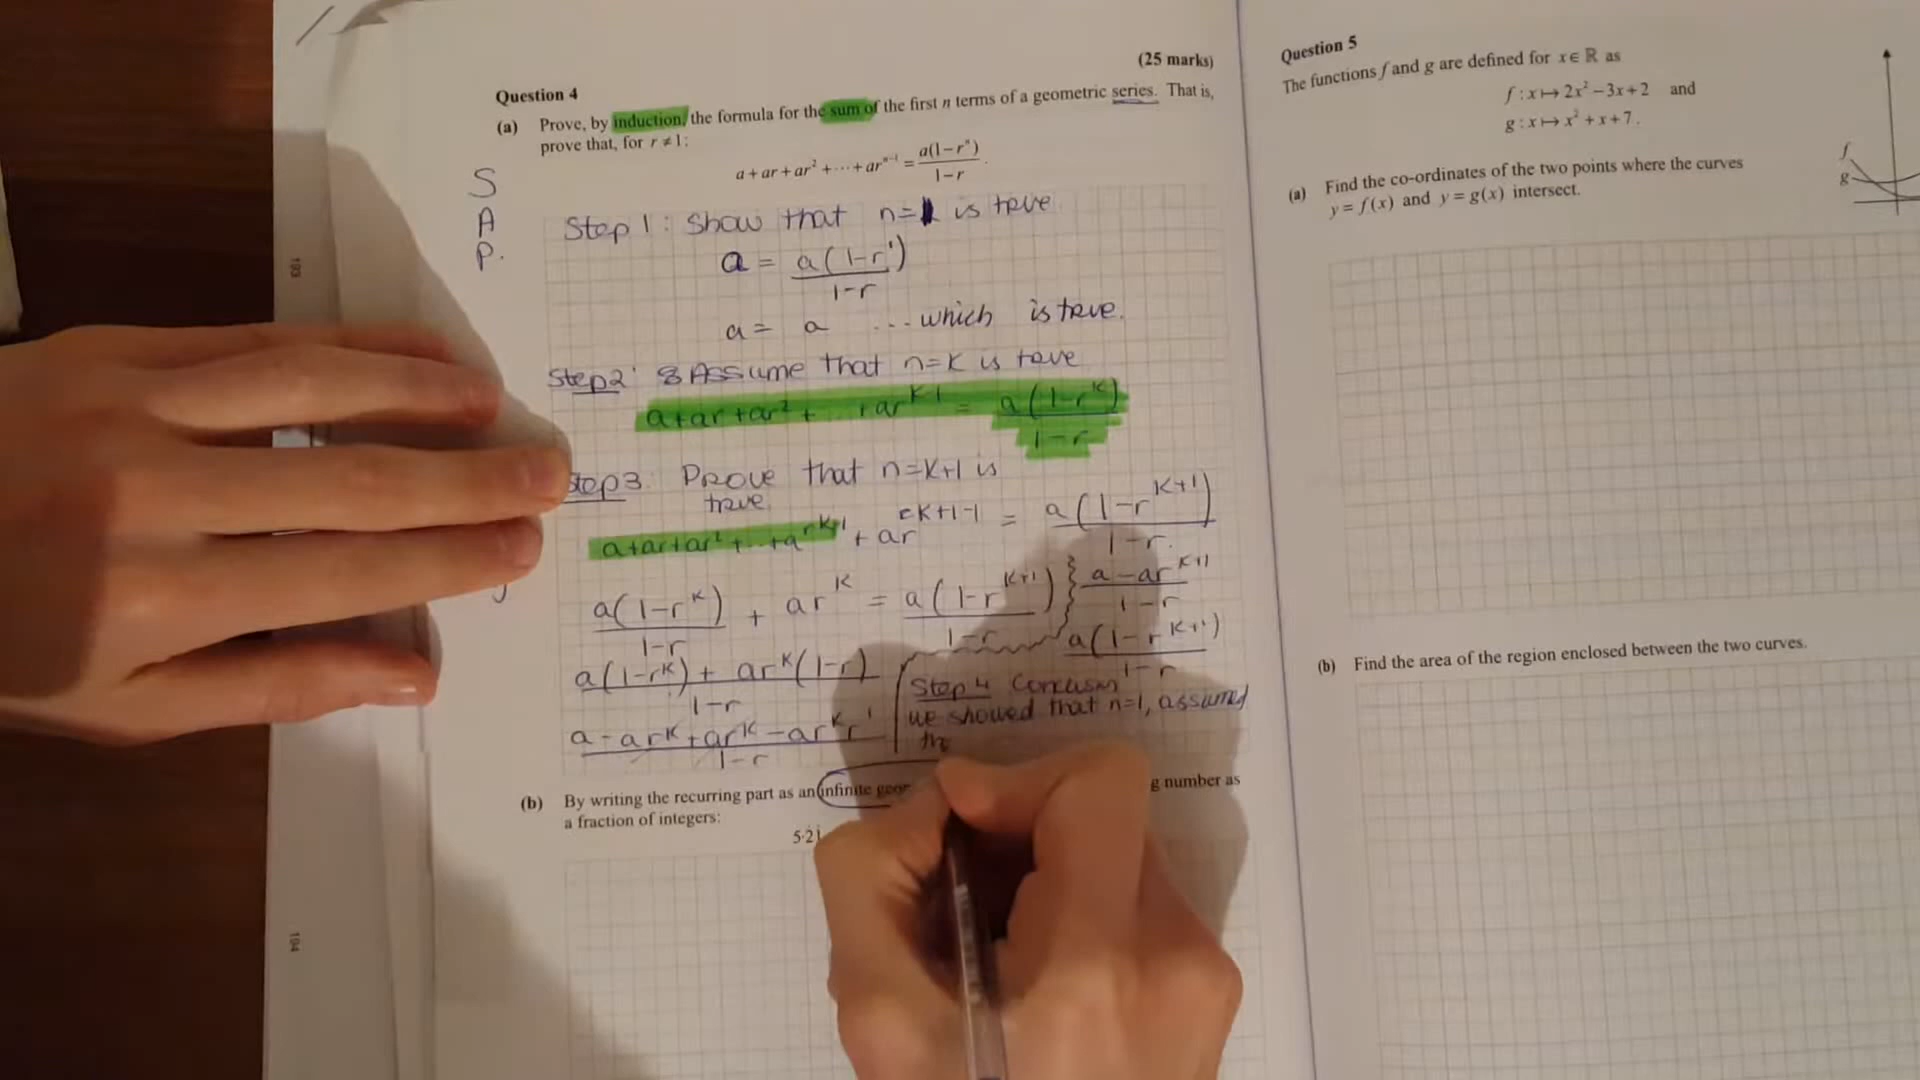 (25 marks)
Question 4
(a) Prove, by induction, the formula for the sum of the first n terms of a geometric series. That is,
prove that, for r ≠ 1:
a + ar + ar² + ⋯ + arⁿ⁻¹ = a(1 − rⁿ) / 1 − r .
S
A
P.
Step 1: Show that n=1 is true
a = a(1-r¹) / 1-r
a = a ... which is true.
Step 2: Assume that n=k is true
a+ar+ar²+...+ar^k-1 = a(1-r^k) / 1-r
Step 3. Prove that n=k+1 is
true
a+ar+ar²+...+ar^k-1 + ar^k+1-1 = a(1-r^k+1) / 1-r.
a(1-r^k) / 1-r + ar^k = a(1-r^k+1) / 1-r
a-ar^k+1 / 1-r
a(1-r^k+1) / 1-r
a(1-r^k) + ar^k(1-r) / 1-r
a-ar^k+ar^k-ar^k r¹ / 1-r
Step 4
we showed that n=1, assumed
(b) By writing the recurring part as an infinite
g number as
a fraction of integers:
5·2
193
194
Question 5
The functions f and g are defined for x ∈ ℝ as
f : x ↦ 2x² − 3x + 2 and
g : x ↦ x² + x + 7.
(a) Find the co-ordinates of the two points where the curves
y = f(x) and y = g(x) intersect.
f
g
(b) Find the area of the region enclosed between the two curves.